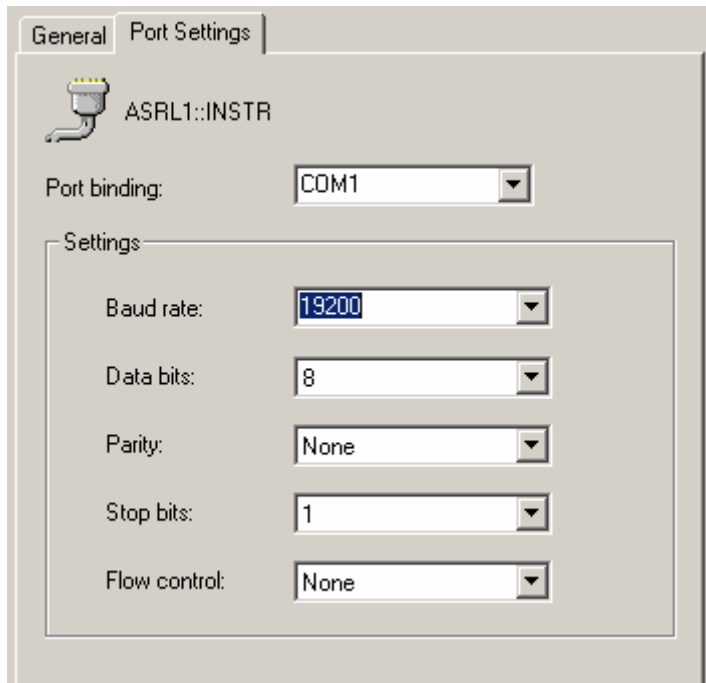 General Port Settings
ASRL1::INSTR
Port binding: COM1
Settings
Baud rate: 19200
Data bits: 8
Parity: None
Stop bits: 1
Flow control: None